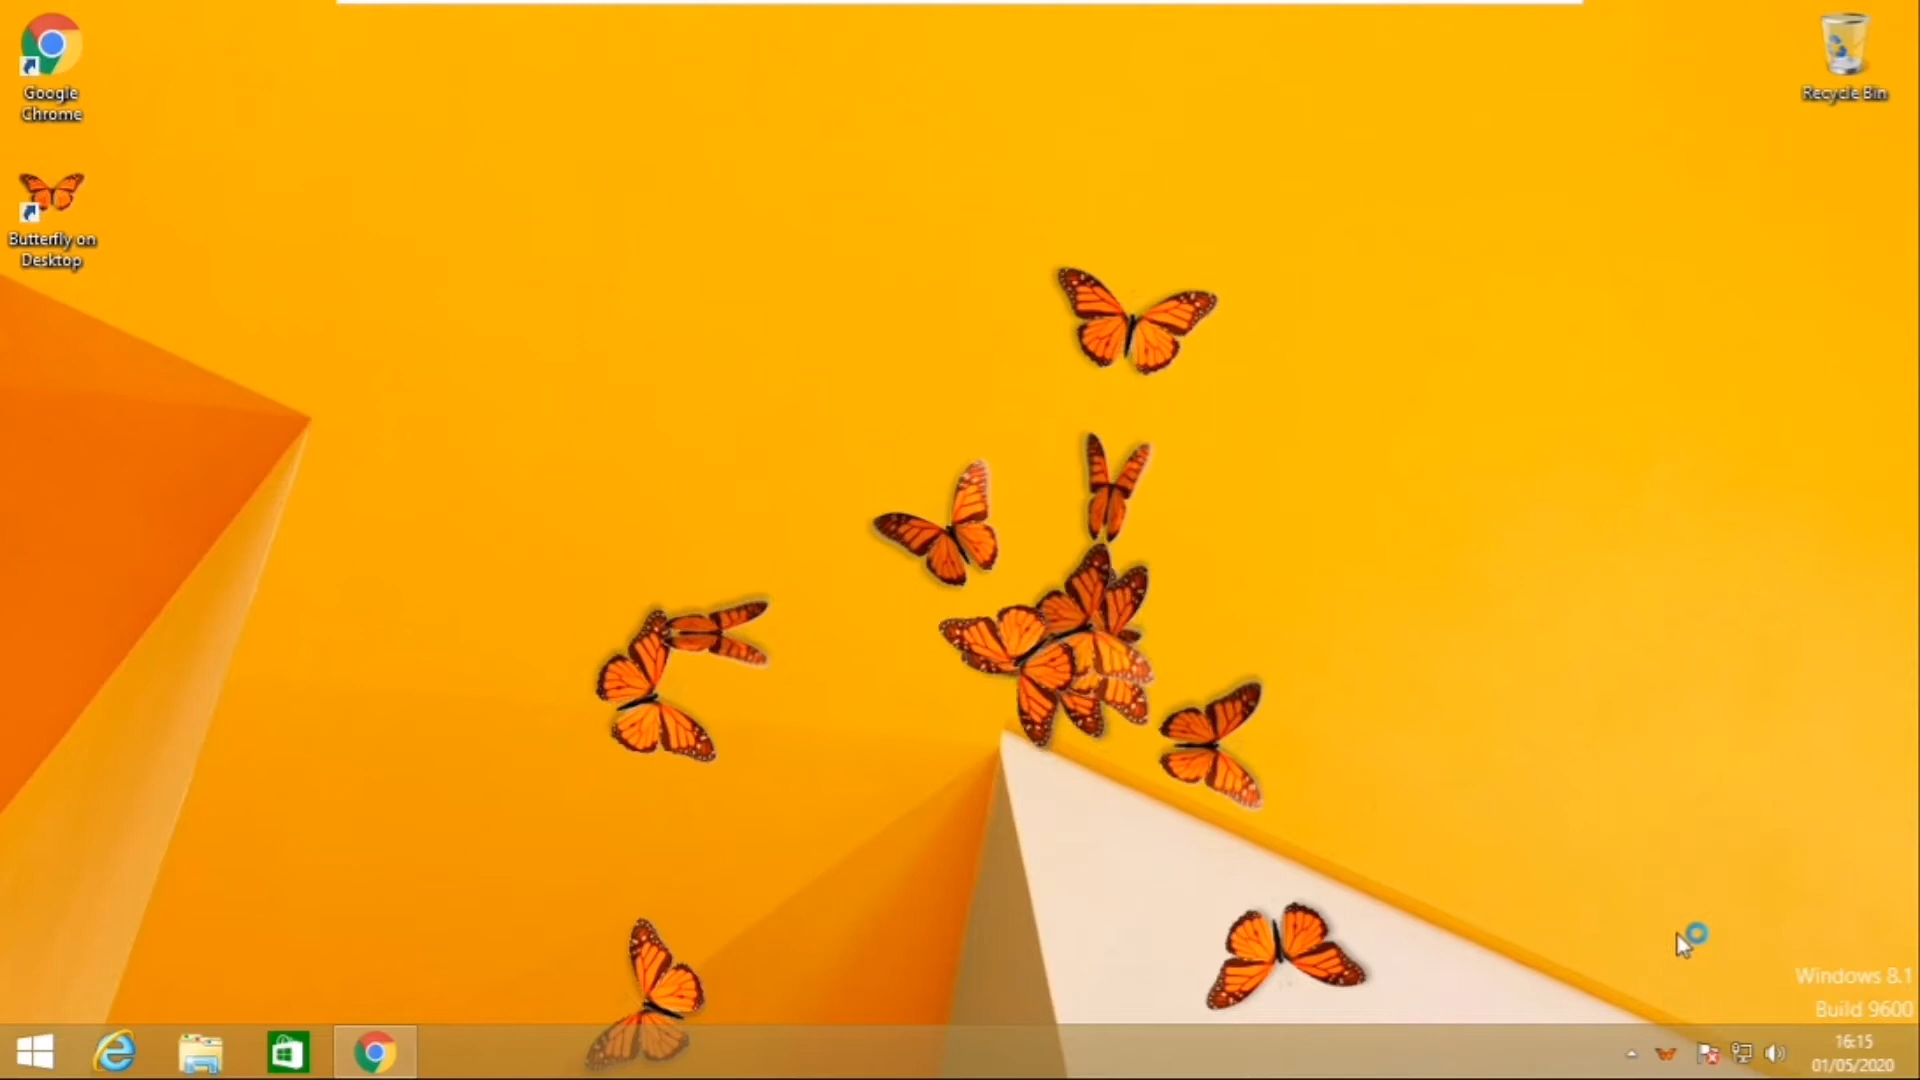 Google
Chrome
Butterfly on
Desktop
Recycle Bin
Windows 8.1
Build 9600
16:15
01/05/2020